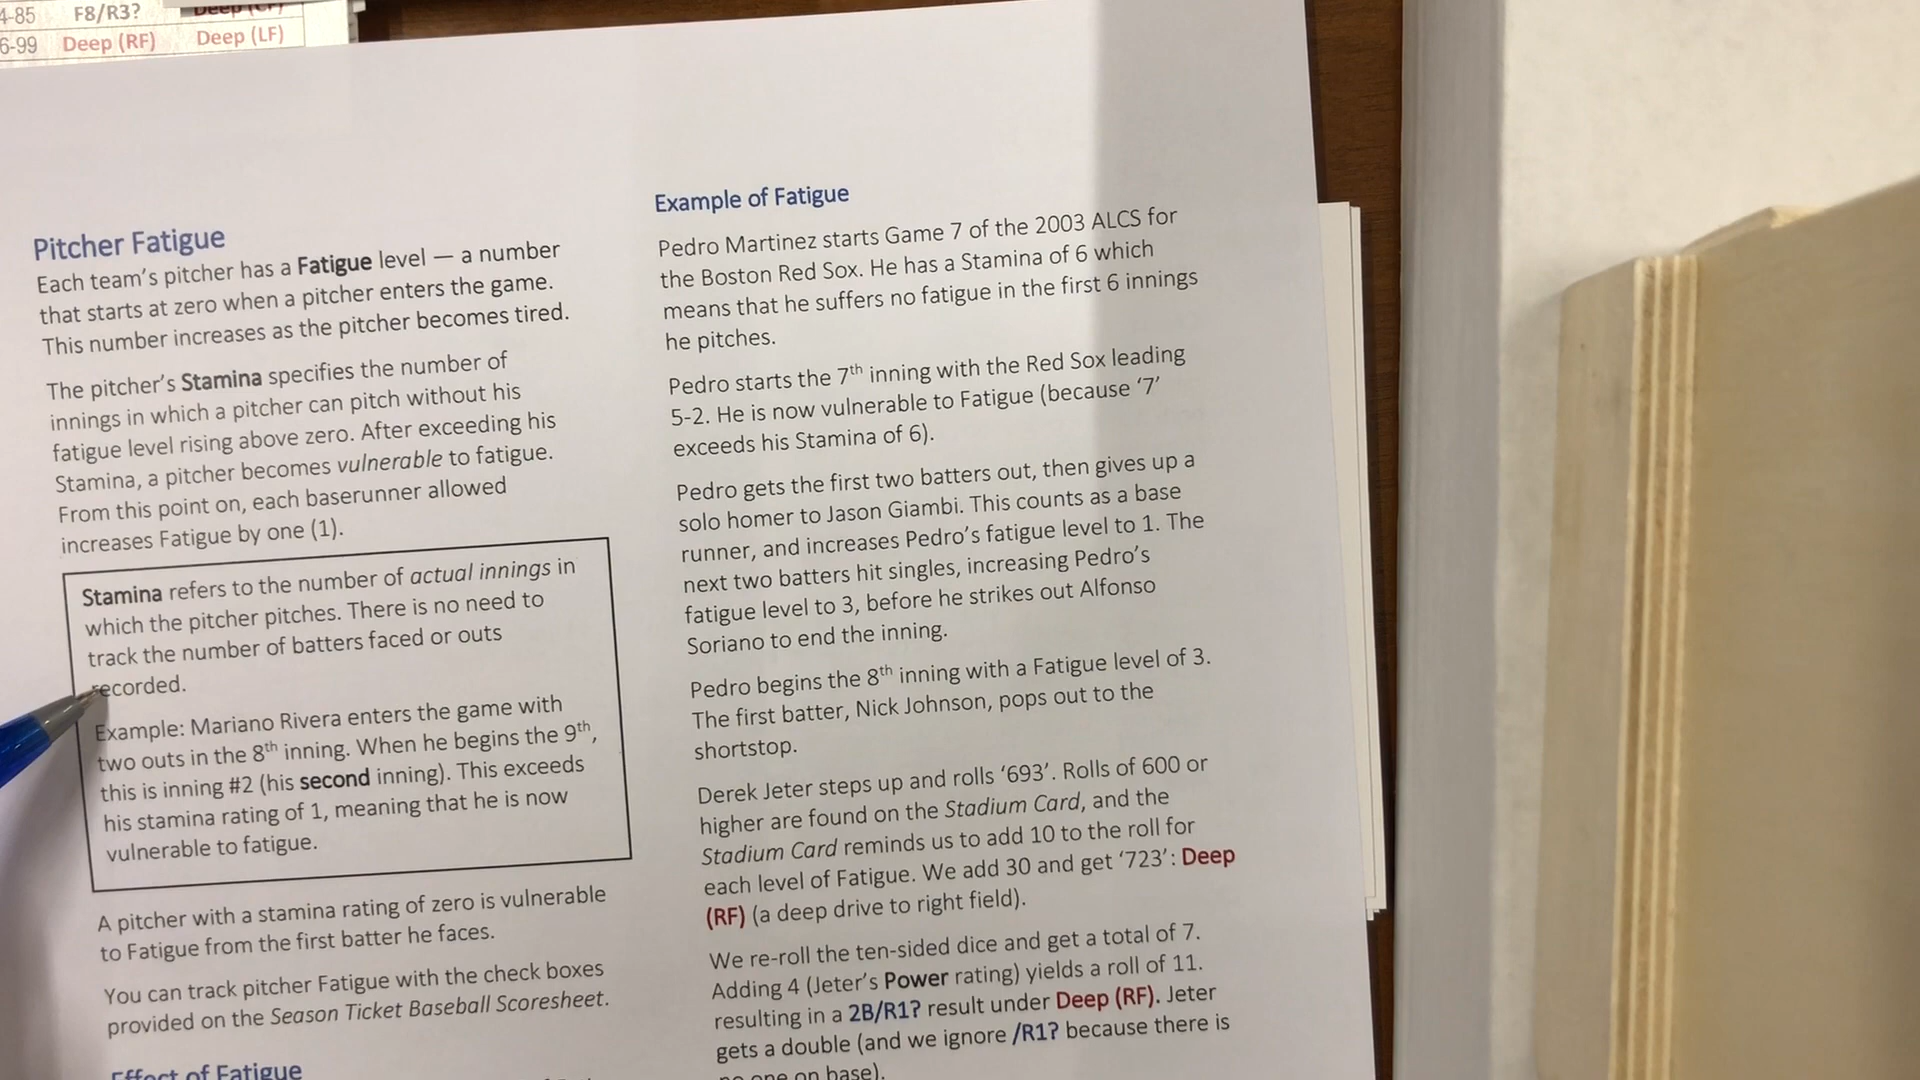 4-85 F8/R3? Deep (CF)
6-99 Deep (RF) Deep (LF)
Pitcher Fatigue
Each team's pitcher has a Fatigue level — a number
that starts at zero when a pitcher enters the game.
This number increases as the pitcher becomes tired.
The pitcher's Stamina specifies the number of
innings in which a pitcher can pitch without his
fatigue level rising above zero. After exceeding his
Stamina, a pitcher becomes vulnerable to fatigue.
From this point on, each baserunner allowed
increases Fatigue by one (1).
Stamina refers to the number of actual innings in
which the pitcher pitches. There is no need to
track the number of batters faced or outs
recorded.
Example: Mariano Rivera enters the game with
two outs in the 8th inning. When he begins the 9th,
this is inning #2 (his second inning). This exceeds
his stamina rating of 1, meaning that he is now
vulnerable to fatigue.
A pitcher with a stamina rating of zero is vulnerable
to Fatigue from the first batter he faces.
You can track pitcher Fatigue with the check boxes
provided on the Season Ticket Baseball Scoresheet.
Effect of Fatigue
Example of Fatigue
Pedro Martinez starts Game 7 of the 2003 ALCS for
the Boston Red Sox. He has a Stamina of 6 which
means that he suffers no fatigue in the first 6 innings
he pitches.
Pedro starts the 7th inning with the Red Sox leading
5-2. He is now vulnerable to Fatigue (because '7'
exceeds his Stamina of 6).
Pedro gets the first two batters out, then gives up a
solo homer to Jason Giambi. This counts as a base
runner, and increases Pedro's fatigue level to 1. The
next two batters hit singles, increasing Pedro's
fatigue level to 3, before he strikes out Alfonso
Soriano to end the inning.
Pedro begins the 8th inning with a Fatigue level of 3.
The first batter, Nick Johnson, pops out to the
shortstop.
Derek Jeter steps up and rolls '693'. Rolls of 600 or
higher are found on the Stadium Card, and the
Stadium Card reminds us to add 10 to the roll for
each level of Fatigue. We add 30 and get '723': Deep
(RF) (a deep drive to right field).
We re-roll the ten-sided dice and get a total of 7.
Adding 4 (Jeter's Power rating) yields a roll of 11.
resulting in a 2B/R1? result under Deep (RF). Jeter
gets a double (and we ignore /R1? because there is
no one on base).